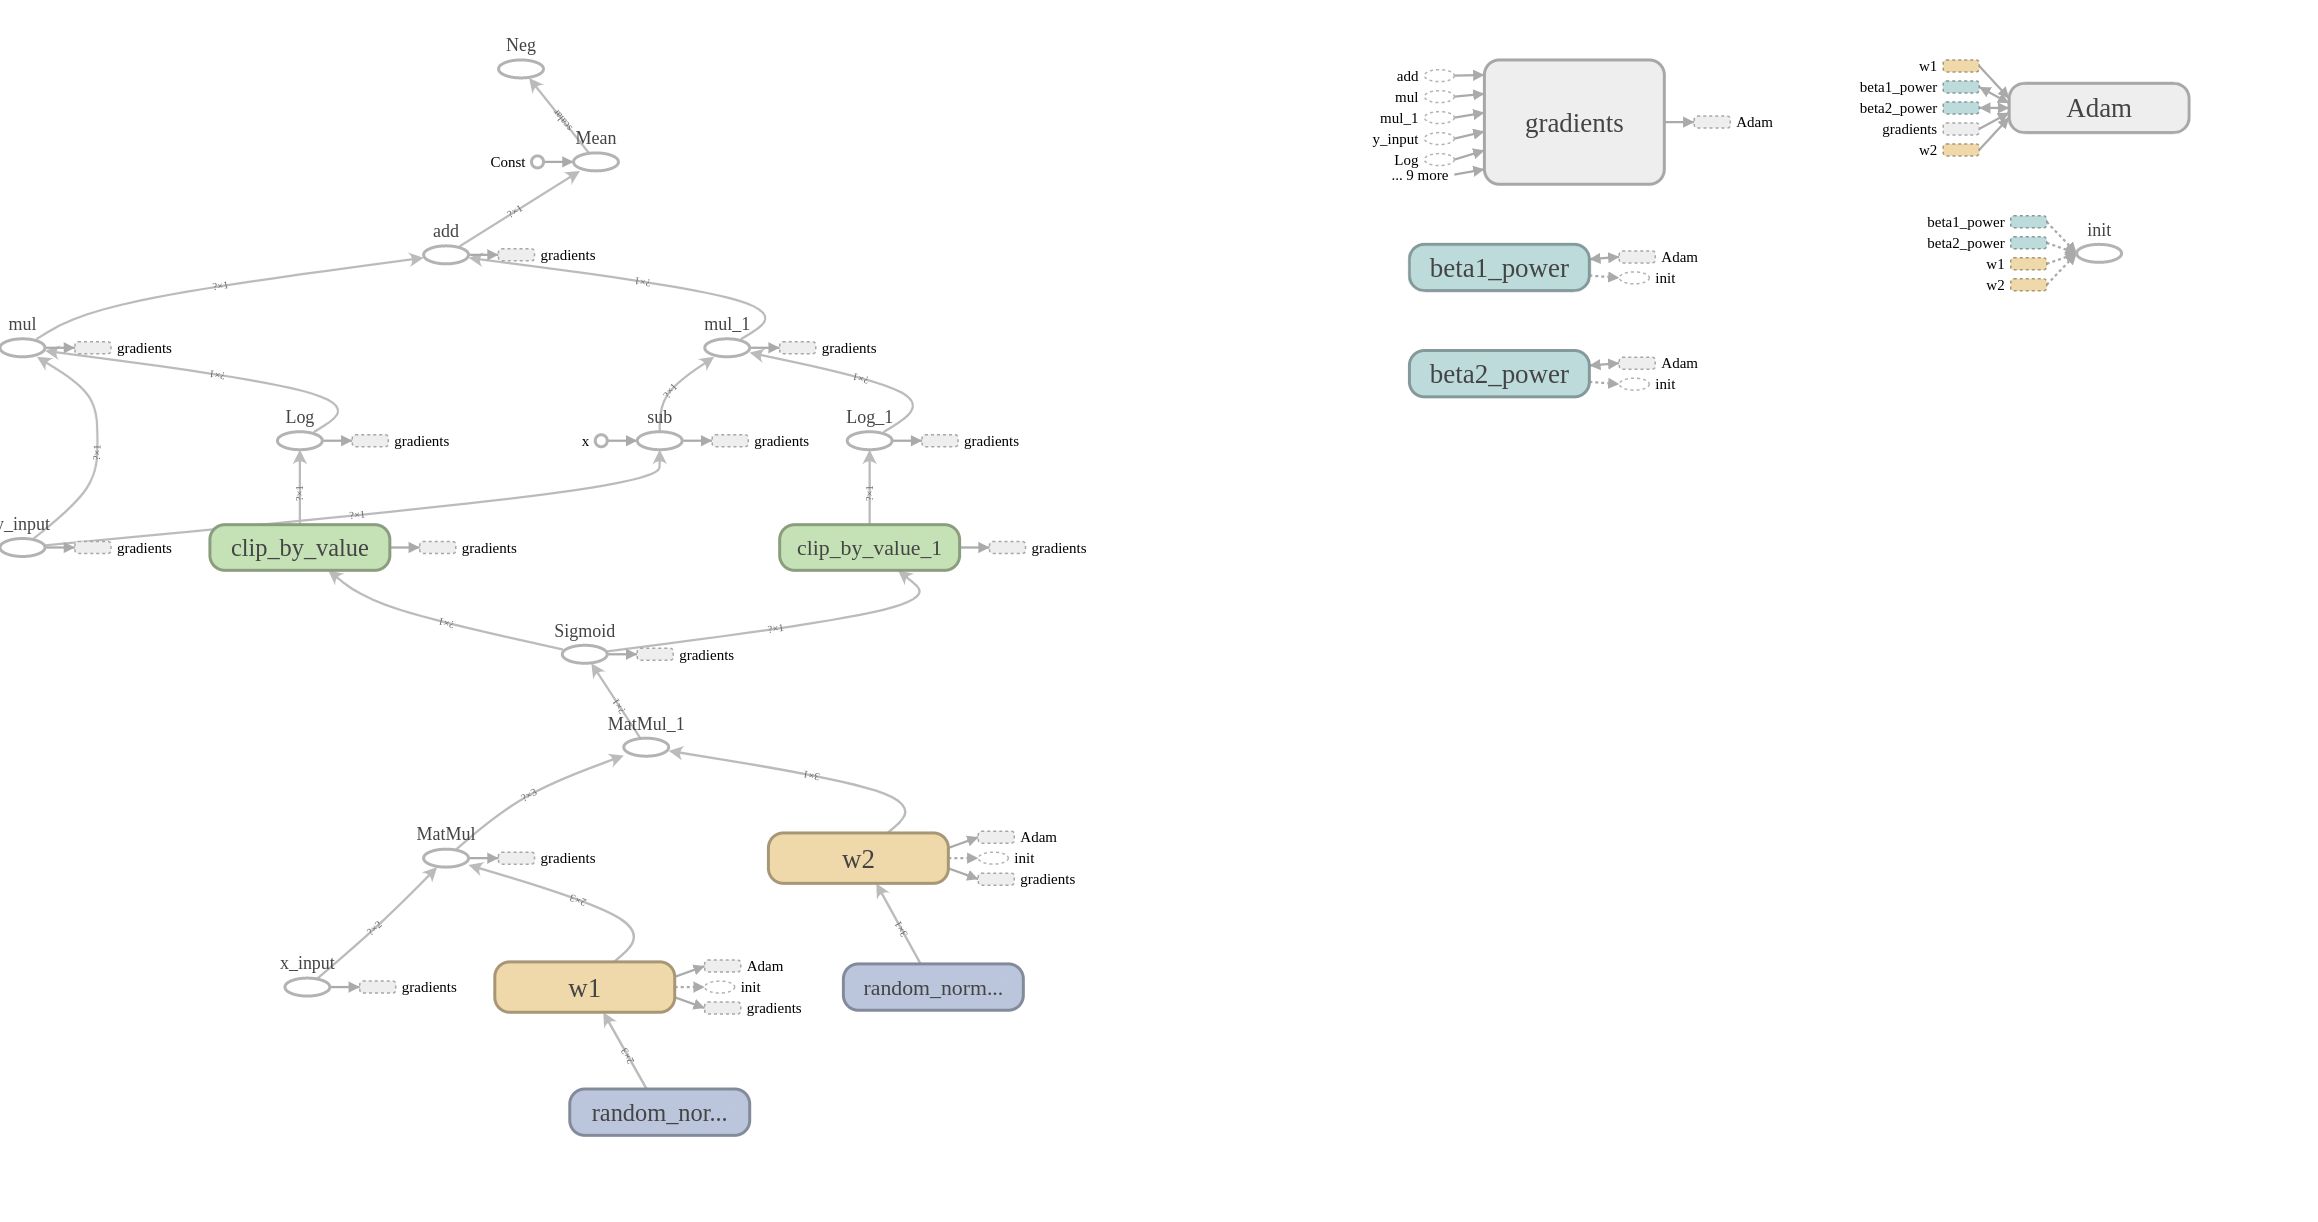 Neg
scalar
Mean
Const
?×1
add
gradients
?×1
?×1
mul
gradients
mul_1
gradients
?×1
?×1
?×1
Log
gradients
x
sub
gradients
Log_1
gradients
?×1
?×1
?×1
?×1
y_input
gradients
clip_by_value
gradients
clip_by_value_1
gradients
?×1
?×1
Sigmoid
gradients
?×1
MatMul_1
?×3
3×1
MatMul
gradients
w2
Adam
init
gradients
?×2
2×3
3×1
x_input
gradients
w1
Adam
init
gradients
random_norm...
2×3
random_nor...
add
mul
mul_1
y_input
Log
... 9 more
gradients
Adam
beta1_power
Adam
init
beta2_power
Adam
init
w1
beta1_power
beta2_power
gradients
w2
Adam
beta1_power
beta2_power
w1
w2
init